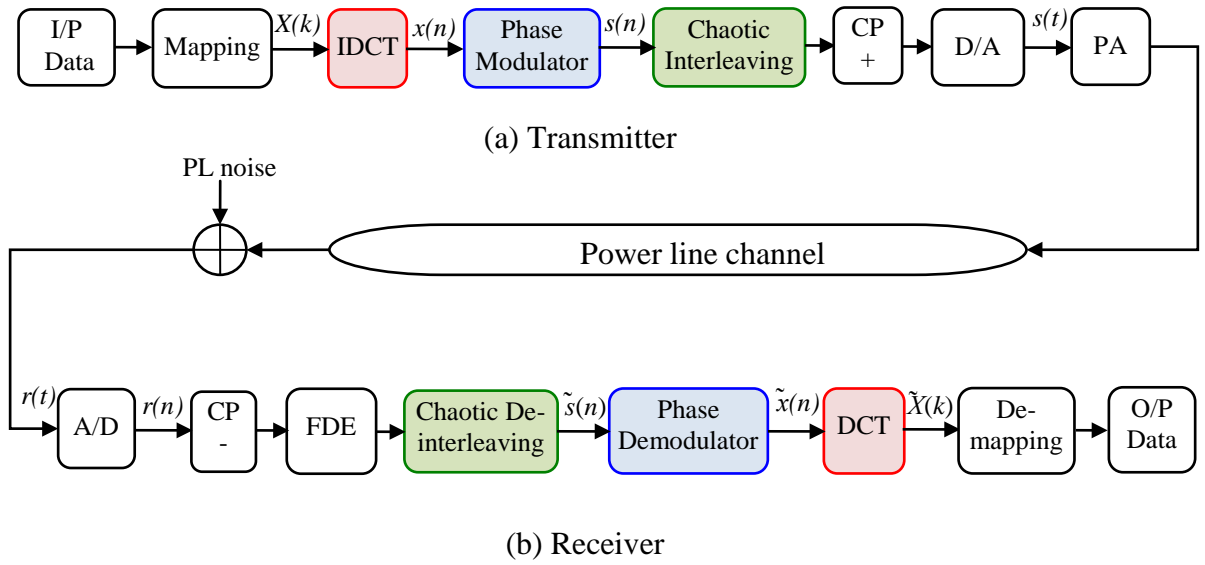 I/P
Data
Mapping
X(k)
IDCT
x(n)
Phase
Modulator
s(n)
Chaotic
Interleaving
CP
+
D/A
s(t)
PA
(a) Transmitter
PL noise
Power line channel
r(t)
A/D
r(n)
CP
-
FDE
Chaotic De-
interleaving
s̃(n)
Phase
Demodulator
x̃(n)
DCT
X̃(k)
De-
mapping
O/P
Data
(b) Receiver